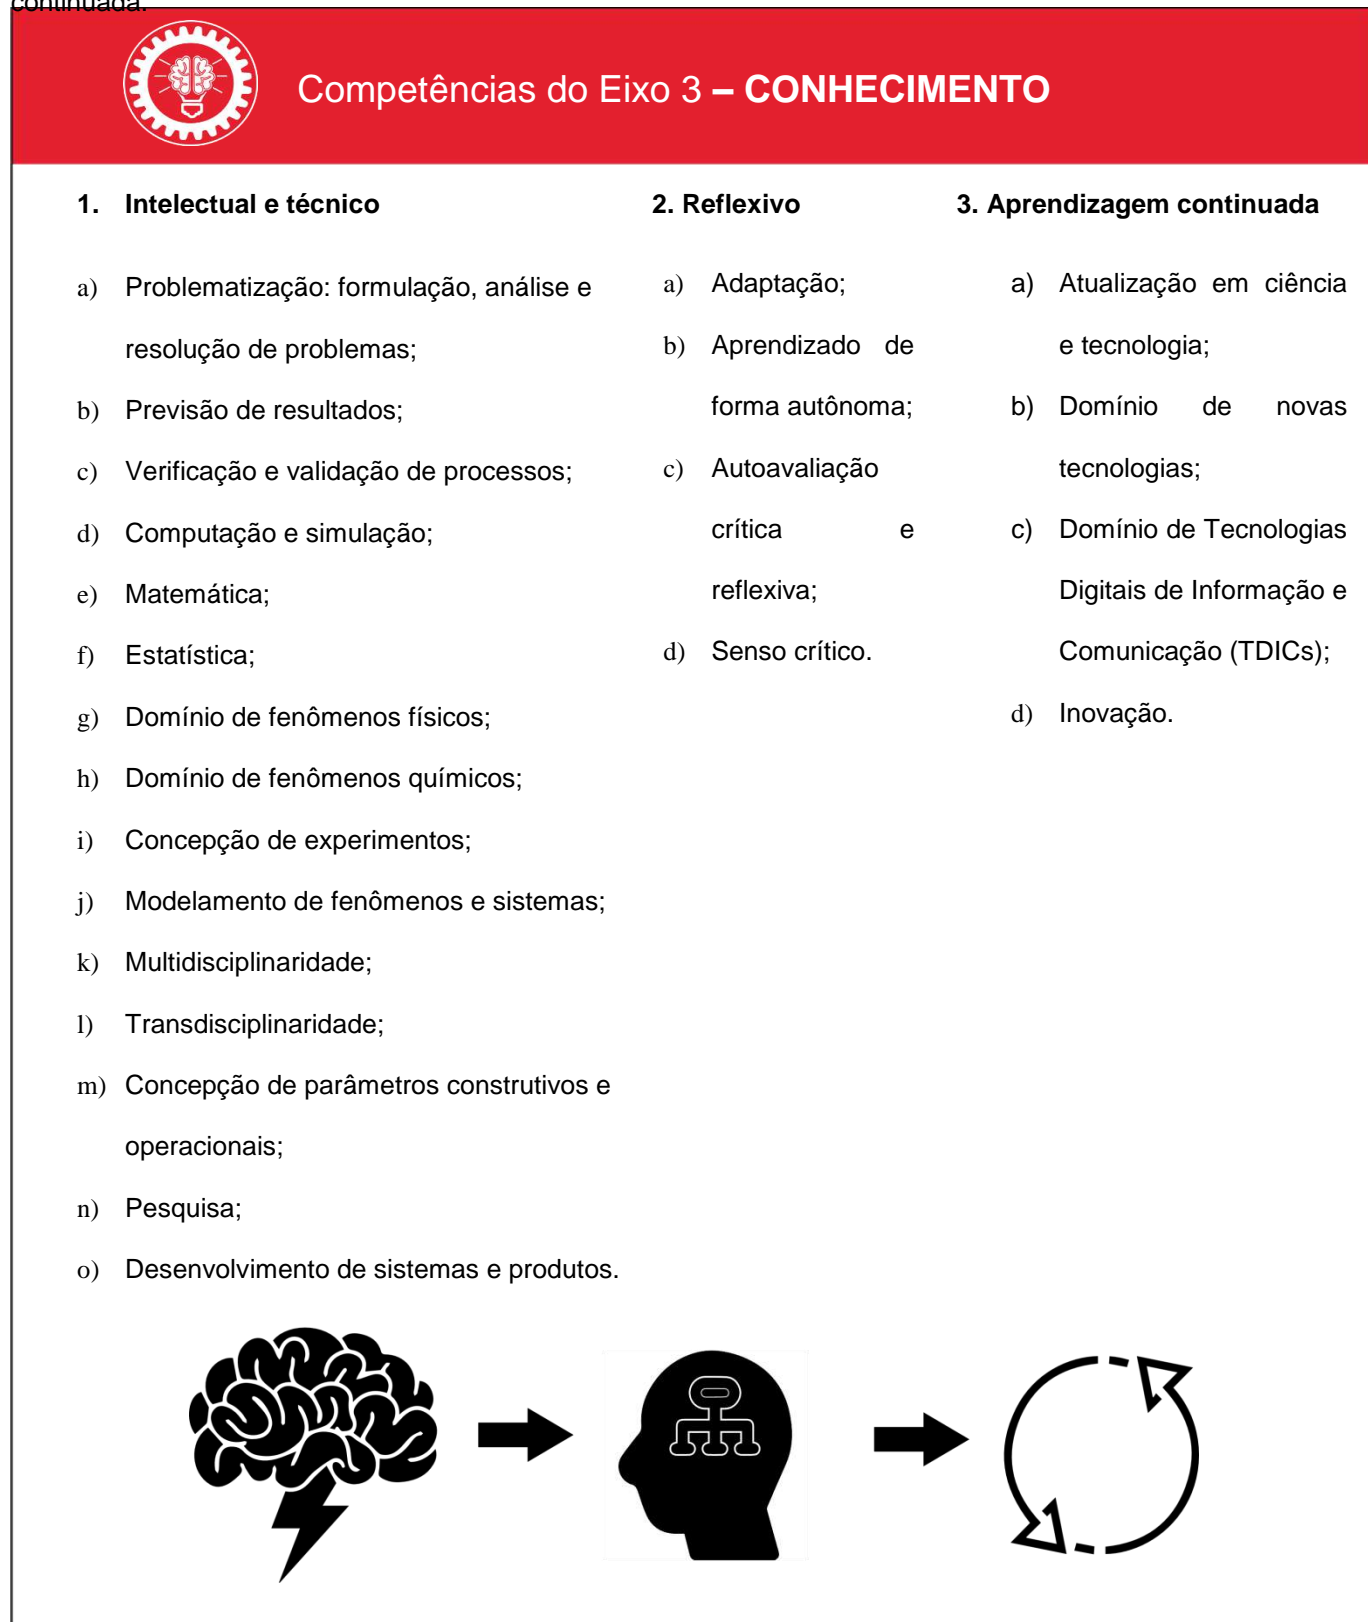 continuada.
Competências do Eixo 3 – CONHECIMENTO
1. Intelectual e técnico
a) Problematização: formulação, análise e
resolução de problemas;
b) Previsão de resultados;
c) Verificação e validação de processos;
d) Computação e simulação;
e) Matemática;
f) Estatística;
g) Domínio de fenômenos físicos;
h) Domínio de fenômenos químicos;
i) Concepção de experimentos;
j) Modelamento de fenômenos e sistemas;
k) Multidisciplinaridade;
l) Transdisciplinaridade;
m) Concepção de parâmetros construtivos e
operacionais;
n) Pesquisa;
o) Desenvolvimento de sistemas e produtos.
2. Reflexivo
a) Adaptação;
b) Aprendizado de
forma autônoma;
c) Autoavaliação
crítica e
reflexiva;
d) Senso crítico.
3. Aprendizagem continuada
a) Atualização em ciência
e tecnologia;
b) Domínio de novas
tecnologias;
c) Domínio de Tecnologias
Digitais de Informação e
Comunicação (TDICs);
d) Inovação.